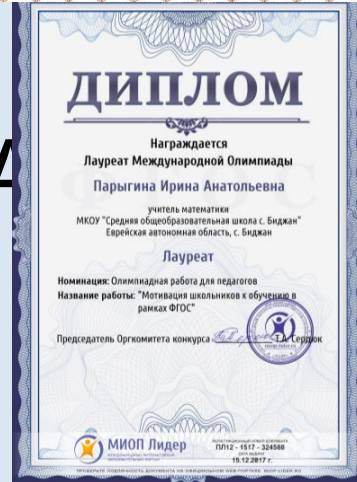 ДИПЛОМ
Награждается
Лауреат Международной Олимпиады
Парыгина Ирина Анатольевна
учитель математики
МКОУ "Средняя общеобразовательная школа с. Биджан"
Еврейская автономная область, с. Биджан
Лауреат
Номинация: Олимпиадная работа для педагогов
Название работы: "Мотивация школьников к обучению в
рамках ФГОС"
Председатель Оргкомитета конкурса Т.А. Сердюк
МИОП Лидер
ПЛ12 - 1517 - 324588
19.12.2017 г.